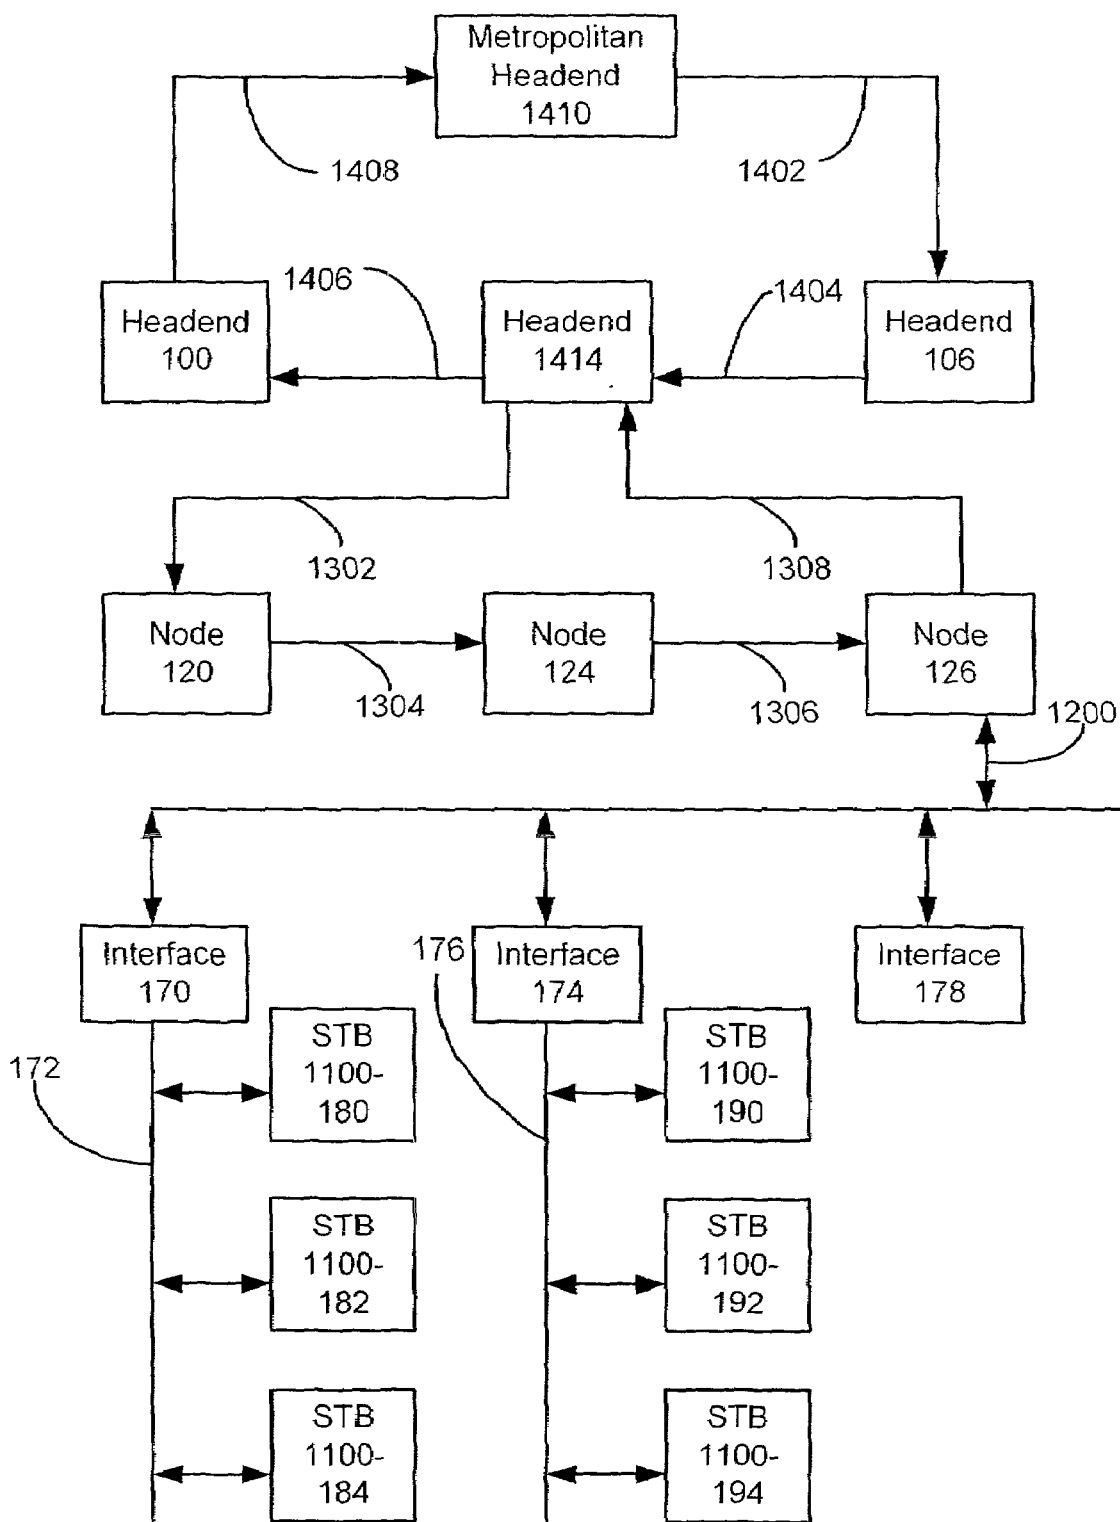 Metropolitan
Headend
1410
1408
1402
1406
1404
Headend
100
Headend
1414
Headend
106
1302
1308
Node
120
Node
124
Node
126
1304
1306
1200
Interface
170
176
Interface
174
Interface
178
172
STB
1100-
180
STB
1100-
190
STB
1100-
182
STB
1100-
192
STB
1100-
184
STB
1100-
194